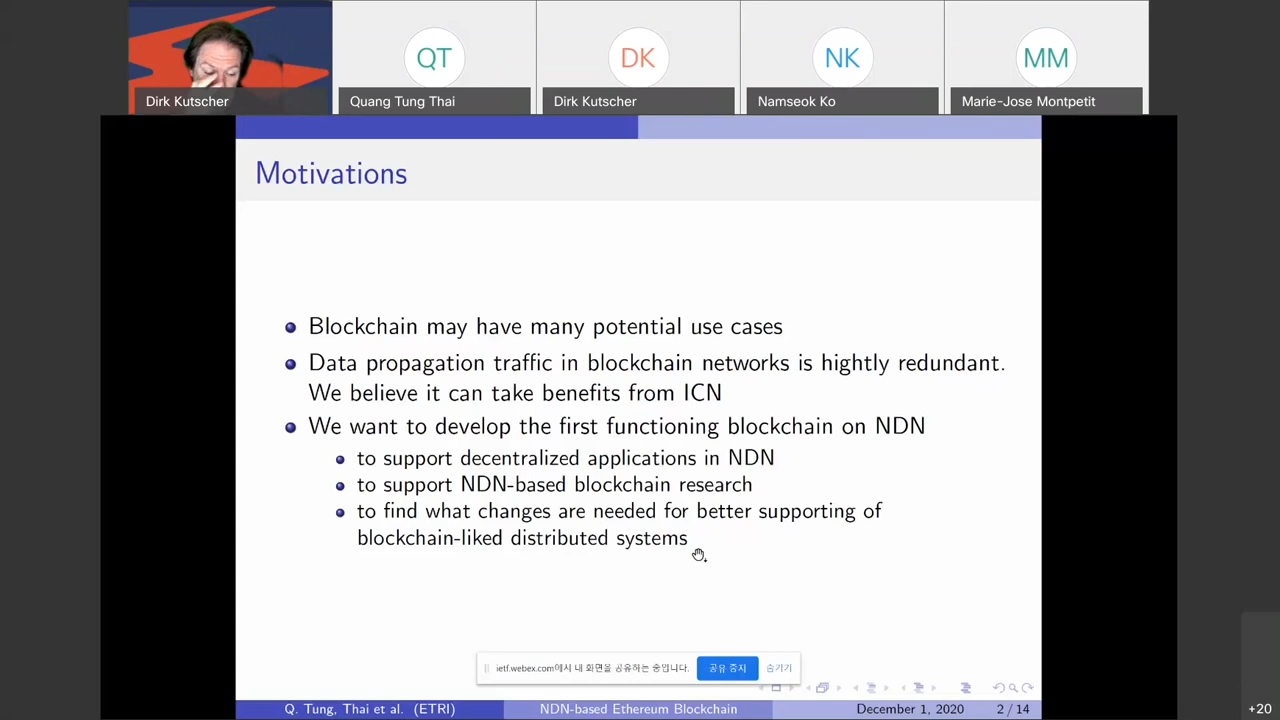 QT
DK
NK
MM
Dirk Kutscher
Quang Tung Thai
Dirk Kutscher
Namseok Ko
Marie-Jose Montpetit
Motivations
Blockchain may have many potential use cases
Data propagation traffic in blockchain networks is hightly redundant.
We believe it can take benefits from ICN
We want to develop the first functioning blockchain on NDN
to support decentralized applications in NDN
to support NDN-based blockchain research
to find what changes are needed for better supporting of
blockchain-liked distributed systems
ietf.webex.com에서 내 화면을 공유하는 중입니다.
공유 중지
숨기기
Q. Tung, Thai et al. (ETRI)
NDN-based Ethereum Blockchain
December 1, 2020
2 / 14
+20